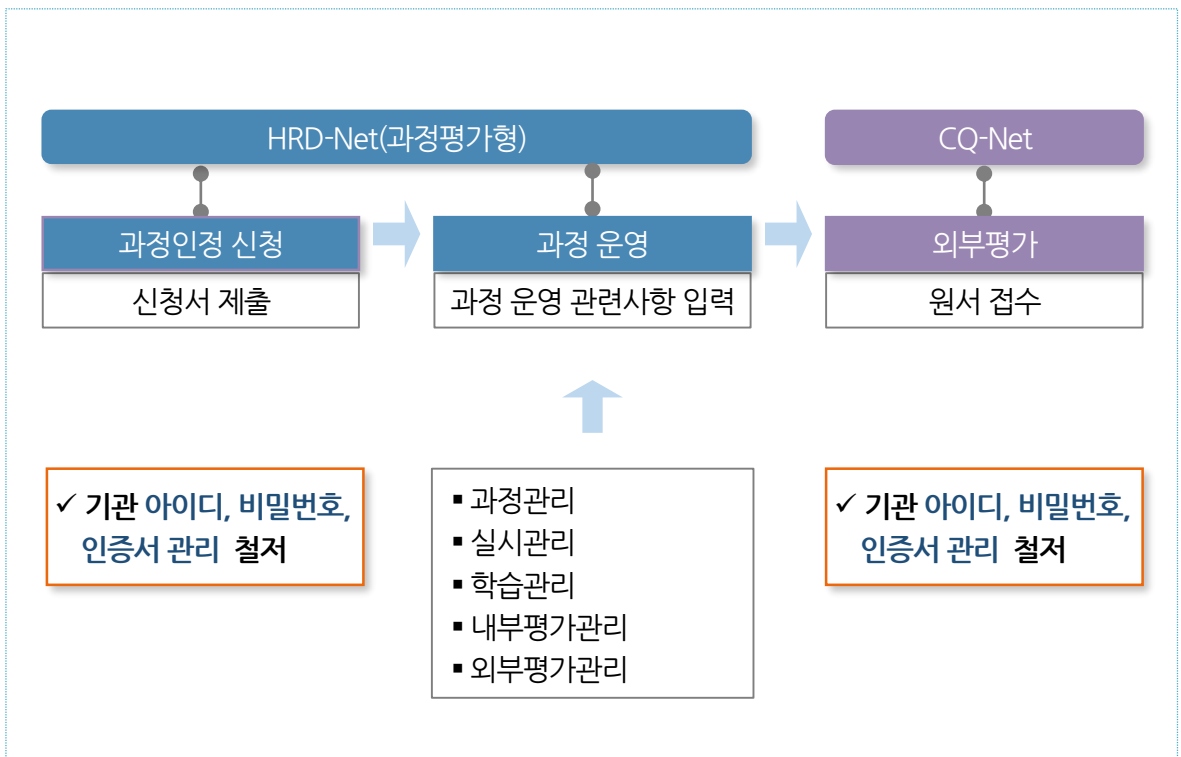 HRD-Net(과정평가형)
CQ-Net
과정인정 신청
과정 운영
외부평가
신청서 제출
과정 운영 관련사항 입력
원서 접수
✓ 기관 아이디, 비밀번호,
인증서 관리 철저
▪ 과정관리
▪ 실시관리
▪ 학습관리
▪ 내부평가관리
▪ 외부평가관리
✓ 기관 아이디, 비밀번호,
인증서 관리 철저